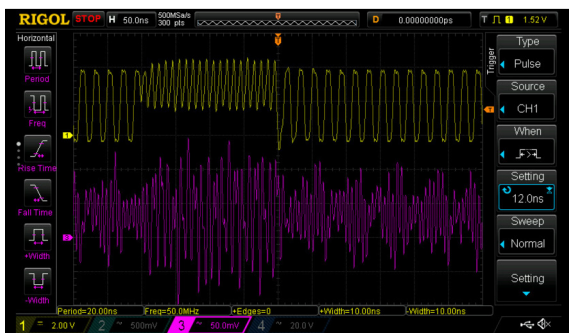 RIGOL STOP H 50.0ns 500MSa/s 300 pts D 0.00000000ps T 1 1.52 V
Horizontal
Period
Freq
Rise Time
Fall Time
+Width
-Width
T
1
3
T
Trigger
Type
Pulse
Source
CH1
When
Setting
12.0ns
Sweep
Normal
Setting
Period=20.00ns Freq=50.0MHz +Edges=0 +Width=10.00ns -Width=10.00ns
1 = 2.00 V 2 ~ 500mV 3 ~ 50.0mV 4 ~ 20.0 V